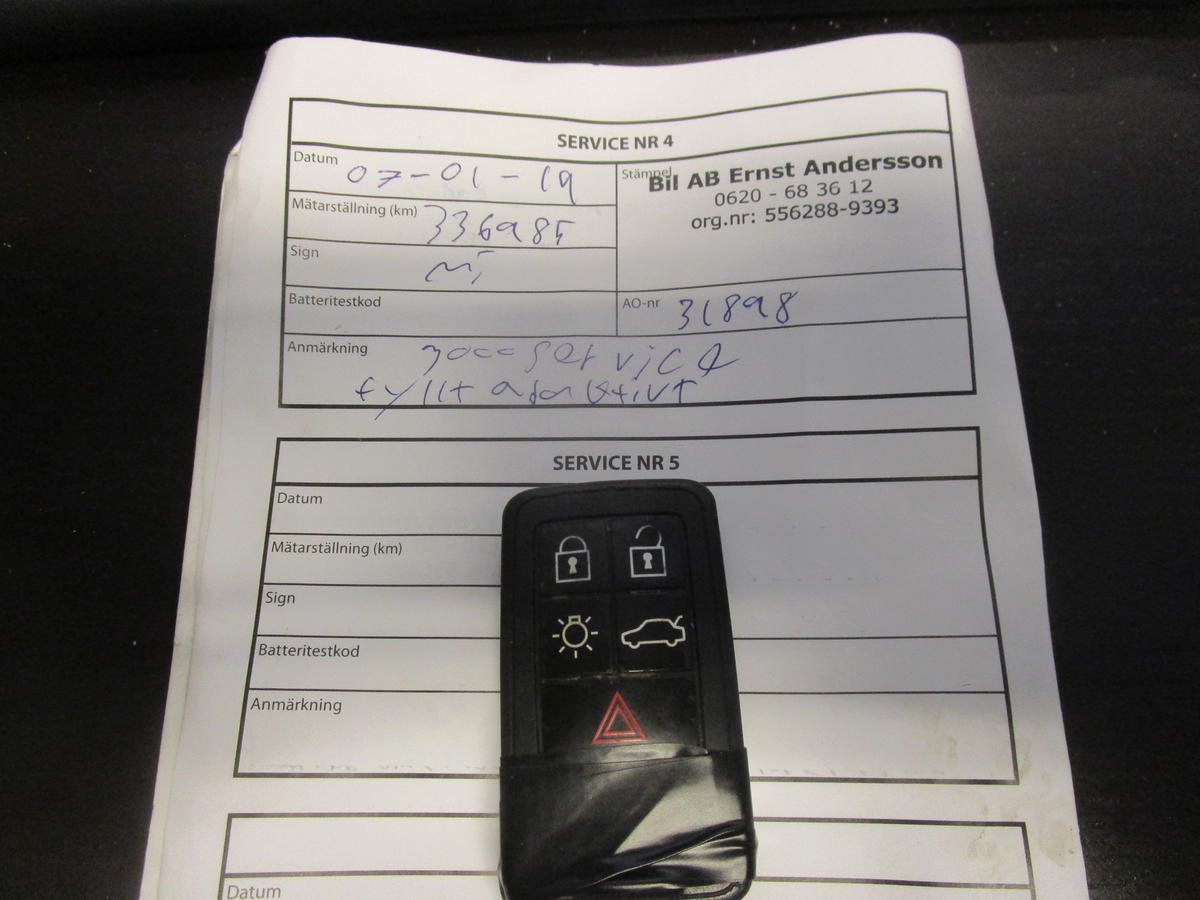 SERVICE NR 4
Datum 07-01-19
Stämpel
Bil AB Ernst Andersson
0620 - 68 36 12
org.nr: 556288-9393
Mätarställning (km) 336985
Sign
Batteritestkod
AO-nr 31898
Anmärkning service
fyllt
SERVICE NR 5
Datum
Mätarställning (km)
Sign
Batteritestkod
Anmärkning
Datum